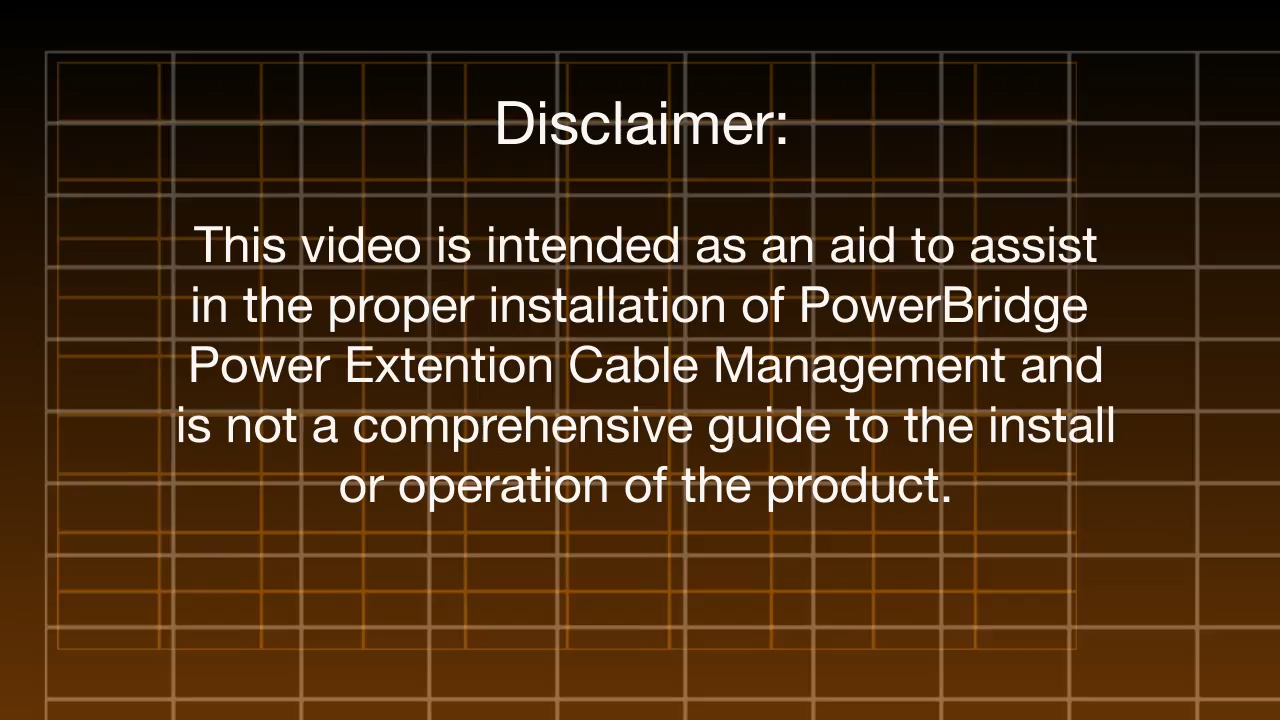 Disclaimer:
This video is intended as an aid to assist
in the proper installation of PowerBridge
Power Extention Cable Management and
is not a comprehensive guide to the install
or operation of the product.